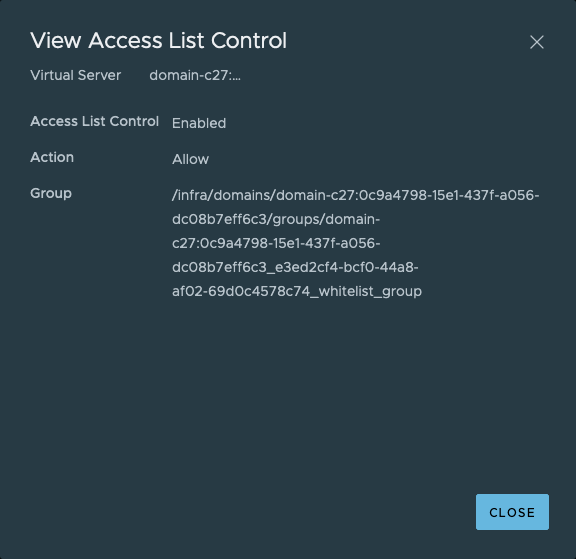 View Access List Control
Virtual Server domain-c27:...
Access List Control Enabled
Action Allow
Group /infra/domains/domain-c27:0c9a4798-15e1-437f-a056-
dc08b7eff6c3/groups/domain-
c27:0c9a4798-15e1-437f-a056-
dc08b7eff6c3_e3ed2cf4-bcf0-44a8-
af02-69d0c4578c74_whitelist_group
CLOSE